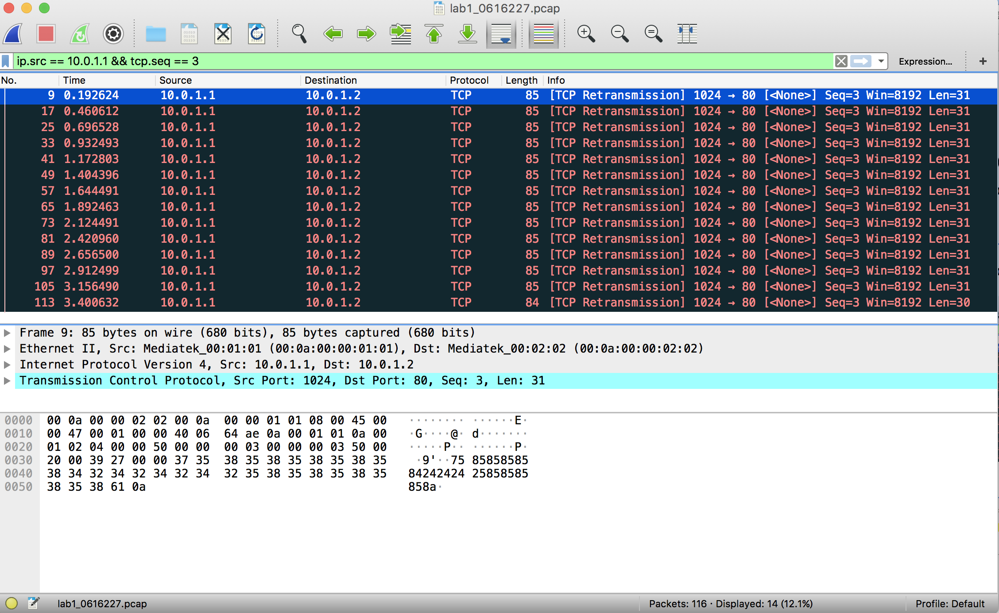 lab1_0616227.pcap
ip.src == 10.0.1.1 && tcp.seq == 3 Expression... +
No. Time Source Destination Protocol Length Info
9 0.192624 10.0.1.1 10.0.1.2 TCP 85 [TCP Retransmission] 1024 → 80 [<None>] Seq=3 Win=8192 Len=31
17 0.460612 10.0.1.1 10.0.1.2 TCP 85 [TCP Retransmission] 1024 → 80 [<None>] Seq=3 Win=8192 Len=31
25 0.696528 10.0.1.1 10.0.1.2 TCP 85 [TCP Retransmission] 1024 → 80 [<None>] Seq=3 Win=8192 Len=31
33 0.932493 10.0.1.1 10.0.1.2 TCP 85 [TCP Retransmission] 1024 → 80 [<None>] Seq=3 Win=8192 Len=31
41 1.172803 10.0.1.1 10.0.1.2 TCP 85 [TCP Retransmission] 1024 → 80 [<None>] Seq=3 Win=8192 Len=31
49 1.404396 10.0.1.1 10.0.1.2 TCP 85 [TCP Retransmission] 1024 → 80 [<None>] Seq=3 Win=8192 Len=31
57 1.644491 10.0.1.1 10.0.1.2 TCP 85 [TCP Retransmission] 1024 → 80 [<None>] Seq=3 Win=8192 Len=31
65 1.892463 10.0.1.1 10.0.1.2 TCP 85 [TCP Retransmission] 1024 → 80 [<None>] Seq=3 Win=8192 Len=31
73 2.124491 10.0.1.1 10.0.1.2 TCP 85 [TCP Retransmission] 1024 → 80 [<None>] Seq=3 Win=8192 Len=31
81 2.420960 10.0.1.1 10.0.1.2 TCP 85 [TCP Retransmission] 1024 → 80 [<None>] Seq=3 Win=8192 Len=31
89 2.656500 10.0.1.1 10.0.1.2 TCP 85 [TCP Retransmission] 1024 → 80 [<None>] Seq=3 Win=8192 Len=31
97 2.912499 10.0.1.1 10.0.1.2 TCP 85 [TCP Retransmission] 1024 → 80 [<None>] Seq=3 Win=8192 Len=31
105 3.156490 10.0.1.1 10.0.1.2 TCP 85 [TCP Retransmission] 1024 → 80 [<None>] Seq=3 Win=8192 Len=31
113 3.400632 10.0.1.1 10.0.1.2 TCP 84 [TCP Retransmission] 1024 → 80 [<None>] Seq=3 Win=8192 Len=30
Frame 9: 85 bytes on wire (680 bits), 85 bytes captured (680 bits)
Ethernet II, Src: Mediatek_00:01:01 (00:0a:00:00:01:01), Dst: Mediatek_00:02:02 (00:0a:00:00:02:02)
Internet Protocol Version 4, Src: 10.0.1.1, Dst: 10.0.1.2
Transmission Control Protocol, Src Port: 1024, Dst Port: 80, Seq: 3, Len: 31
0000 00 0a 00 00 02 02 00 0a 00 00 01 01 08 00 45 00 ········ ······E·
0010 00 47 00 01 00 00 40 06 64 ae 0a 00 01 01 0a 00 ·G····@· d·······
0020 01 02 04 00 00 50 00 00 00 03 00 00 00 03 50 00 ·····P·· ······P·
0030 20 00 39 27 00 00 37 35 38 35 38 35 38 35 38 35  ·9'··75 85858585
0040 38 34 32 34 32 34 32 34 32 35 38 35 38 35 38 35 84242424 25858585
0050 38 35 38 61 0a 858a·
lab1_0616227.pcap Packets: 116 · Displayed: 14 (12.1%) Profile: Default